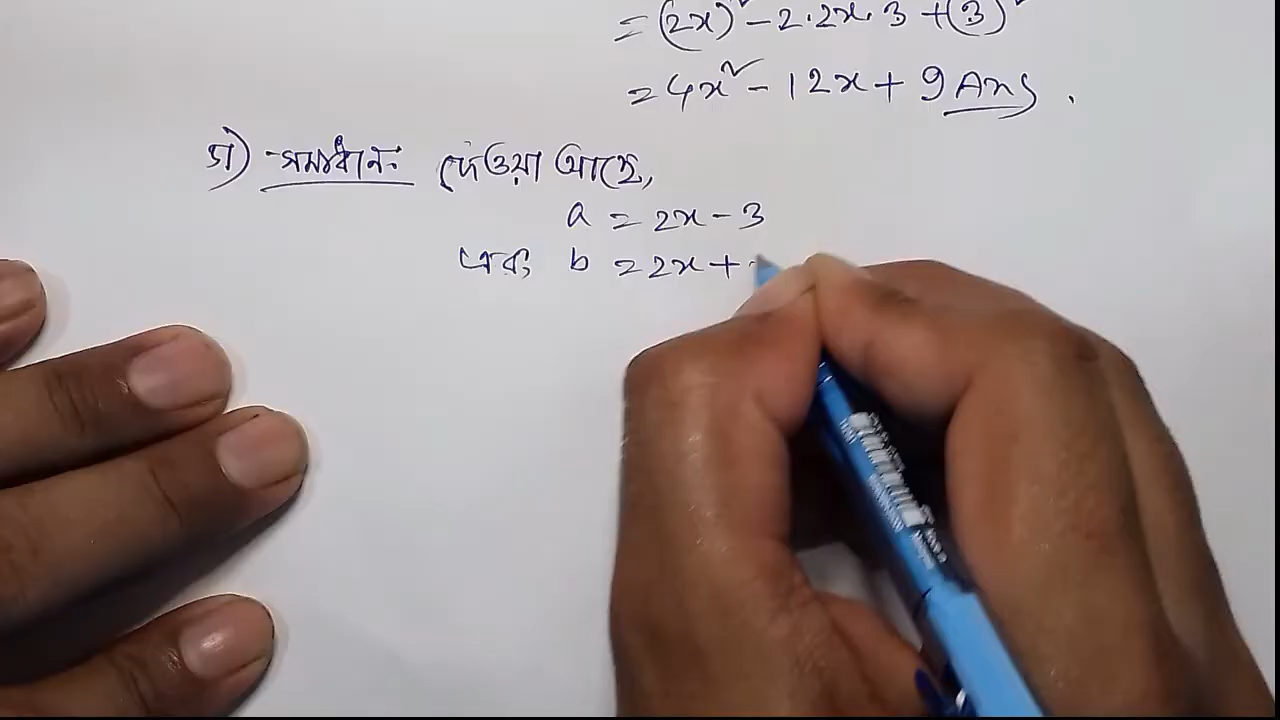 = (2x)² - 2.2x.3 + (3)²
= 4x² - 12x + 9 Ans.
গ) সমাধান: দেওয়া আছে,
a = 2x - 3
এবং b = 2x +